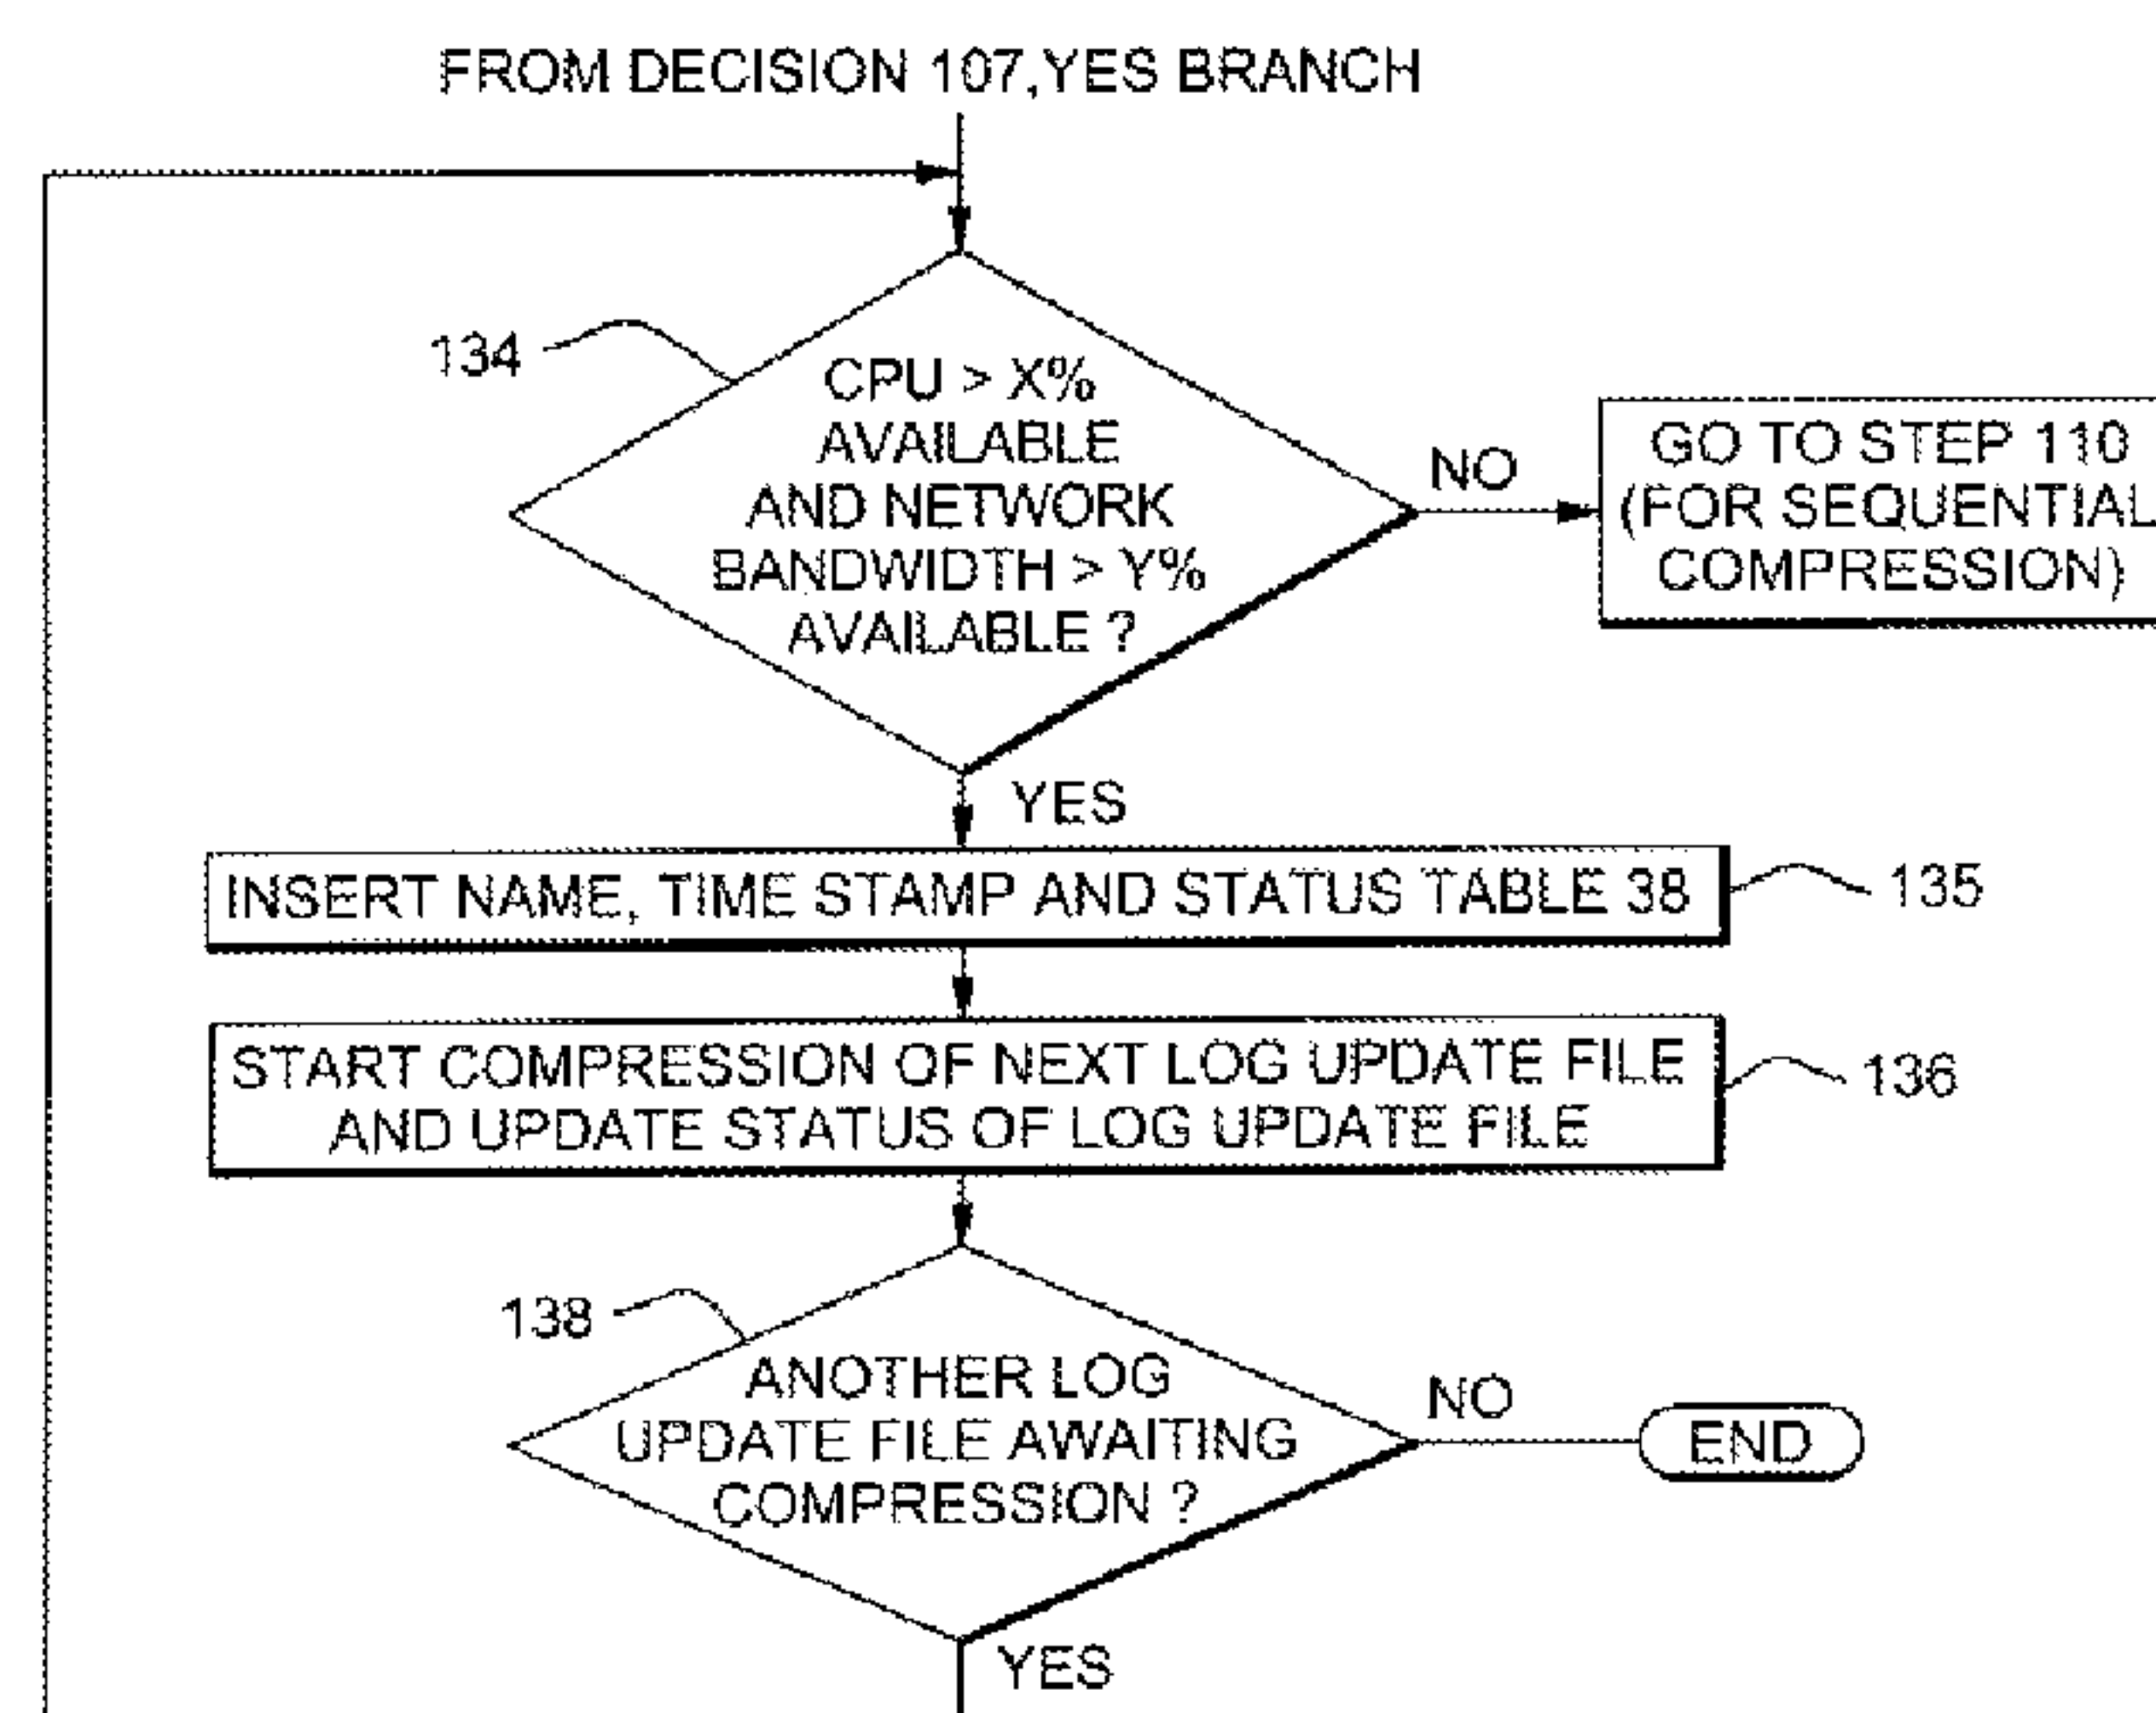 FROM DECISION 107,YES BRANCH
134
CPU > X%
AVAILABLE
AND NETWORK
BANDWIDTH > Y%
AVAILABLE ?
NO
GO TO STEP 110
(FOR SEQUENTIAL
COMPRESSION)
YES
INSERT NAME, TIME STAMP AND STATUS TABLE 38
135
START COMPRESSION OF NEXT LOG UPDATE FILE
AND UPDATE STATUS OF LOG UPDATE FILE
136
138
ANOTHER LOG
UPDATE FILE AWAITING
COMPRESSION ?
NO
END
YES